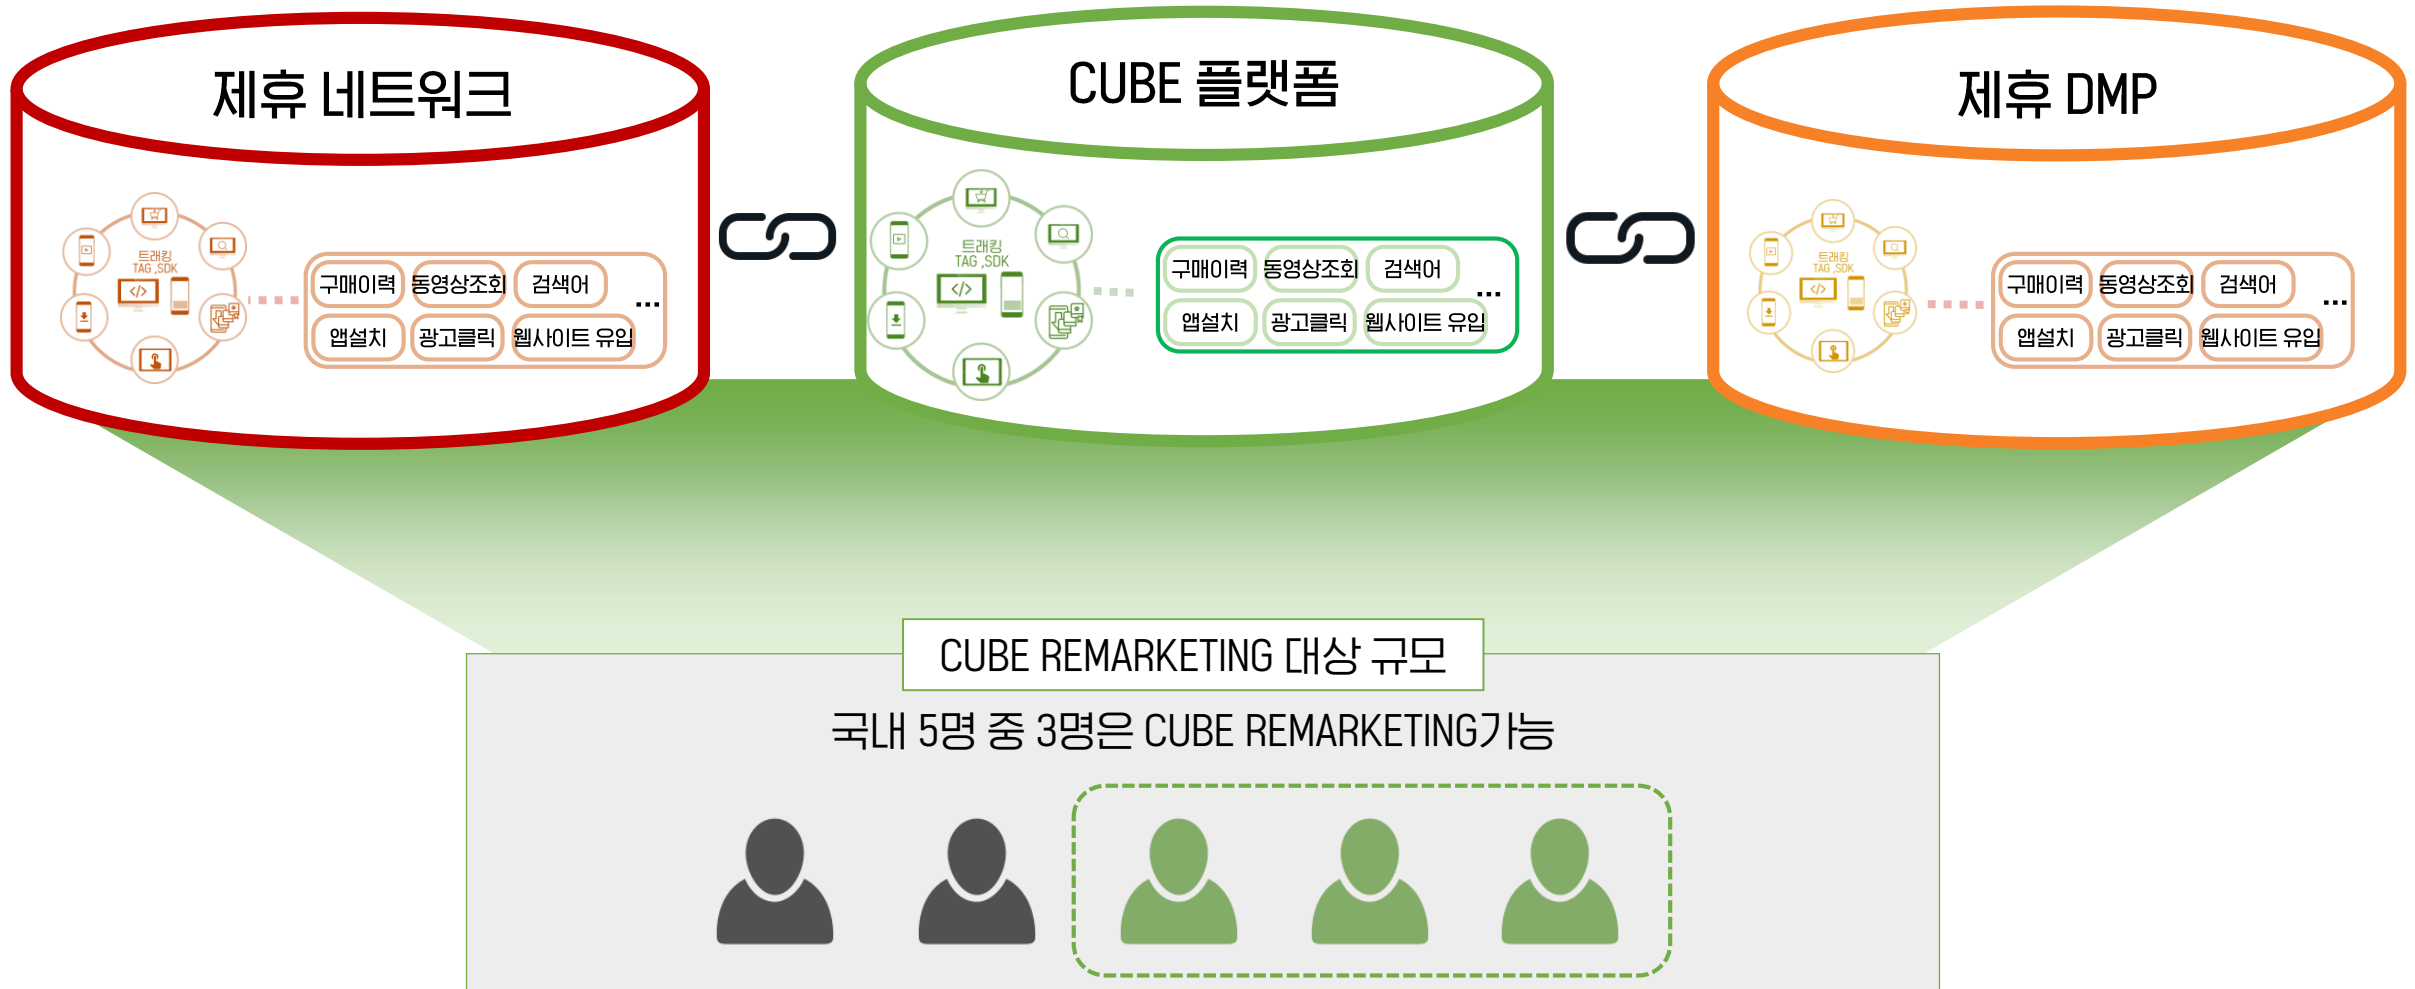 제휴 네트워크
트래킹
TAG ,SDK
구매이력 동영상조회 검색어 ...
앱설치 광고클릭 웹사이트 유입
CUBE 플랫폼
트래킹
TAG ,SDK
구매이력 동영상조회 검색어 ...
앱설치 광고클릭 웹사이트 유입
제휴 DMP
트래킹
TAG ,SDK
구매이력 동영상조회 검색어 ...
앱설치 광고클릭 웹사이트 유입
CUBE REMARKETING 대상 규모
국내 5명 중 3명은 CUBE REMARKETING가능